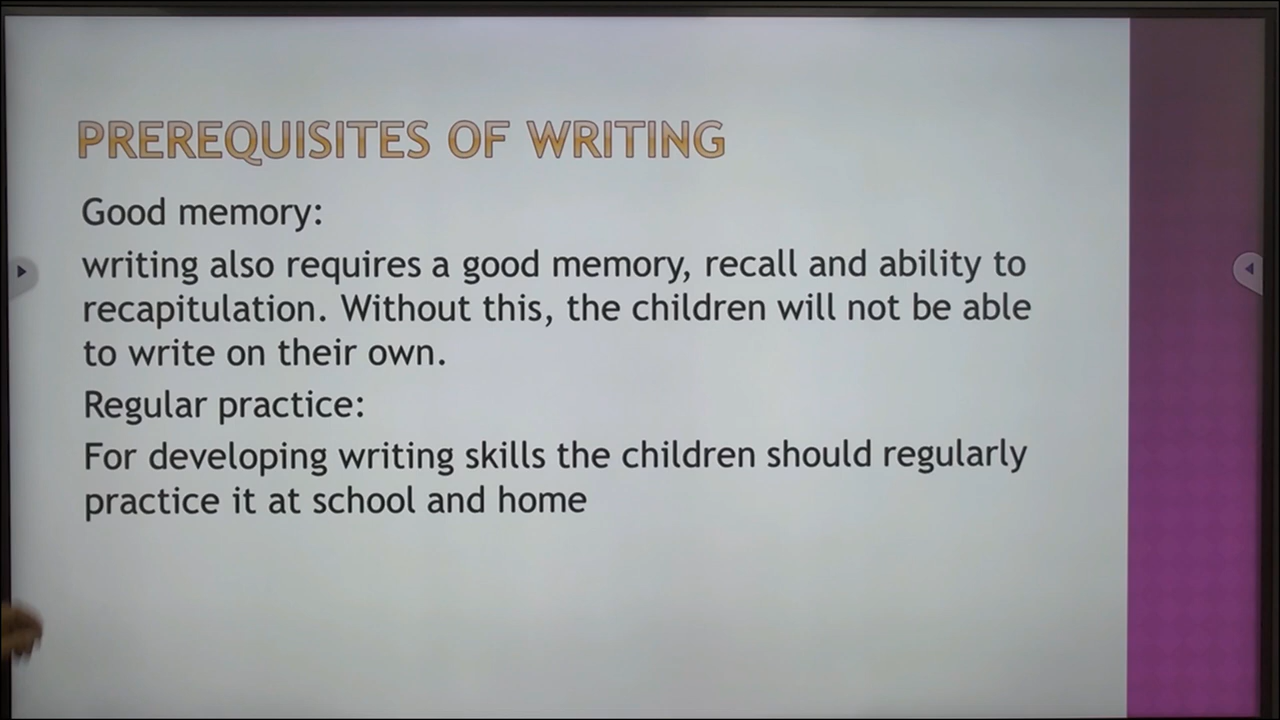 PREREQUISITES OF WRITING
Good memory:
writing also requires a good memory, recall and ability to
recapitulation. Without this, the children will not be able
to write on their own.
Regular practice:
For developing writing skills the children should regularly
practice it at school and home